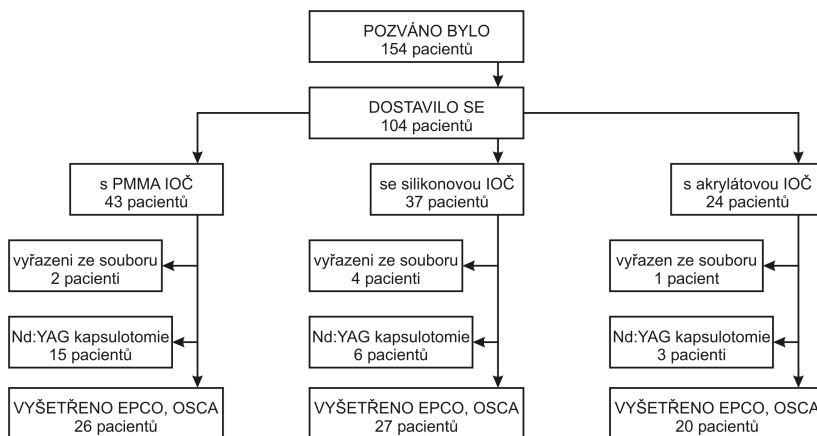 POZVÁNO BYLO
154 pacientů
DOSTAVILO SE
104 pacientů
s PMMA IOČ
43 pacientů
se silikonovou IOČ
37 pacientů
s akrylátovou IOČ
24 pacientů
vyřazeni ze souboru
2 pacienti
vyřazeni ze souboru
4 pacienti
vyřazen ze souboru
1 pacient
Nd:YAG kapsulotomie
15 pacientů
Nd:YAG kapsulotomie
6 pacientů
Nd:YAG kapsulotomie
3 pacienti
VYŠETŘENO EPCO, OSCA
26 pacientů
VYŠETŘENO EPCO, OSCA
27 pacientů
VYŠETŘENO EPCO, OSCA
20 pacientů